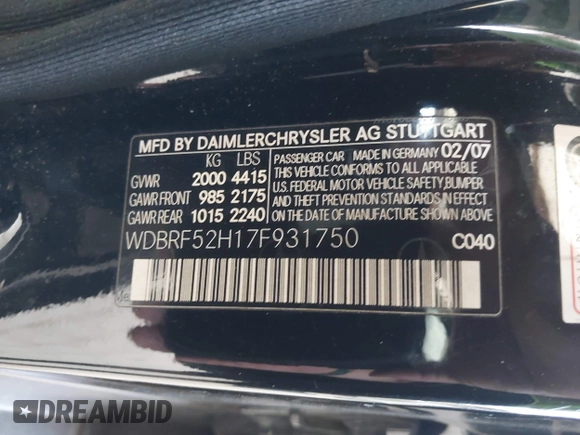 MFD BY DAIMLERCHRYSLER AG STUTTGART
KG LBS
GVWR 2000 4415
GAWR FRONT 985 2175
GAWR REAR 1015 2240
PASSENGER CAR MADE IN GERMANY 02/07
THIS VEHICLE CONFORMS TO ALL APPLICABLE
U.S. FEDERAL MOTOR VEHICLE SAFETY, BUMPER
AND THEFT PREVENTION STANDARDS IN EFFECT
ON THE DATE OF MANUFACTURE SHOWN ABOVE
WDBRF52H17F931750 C040
DREAMBID